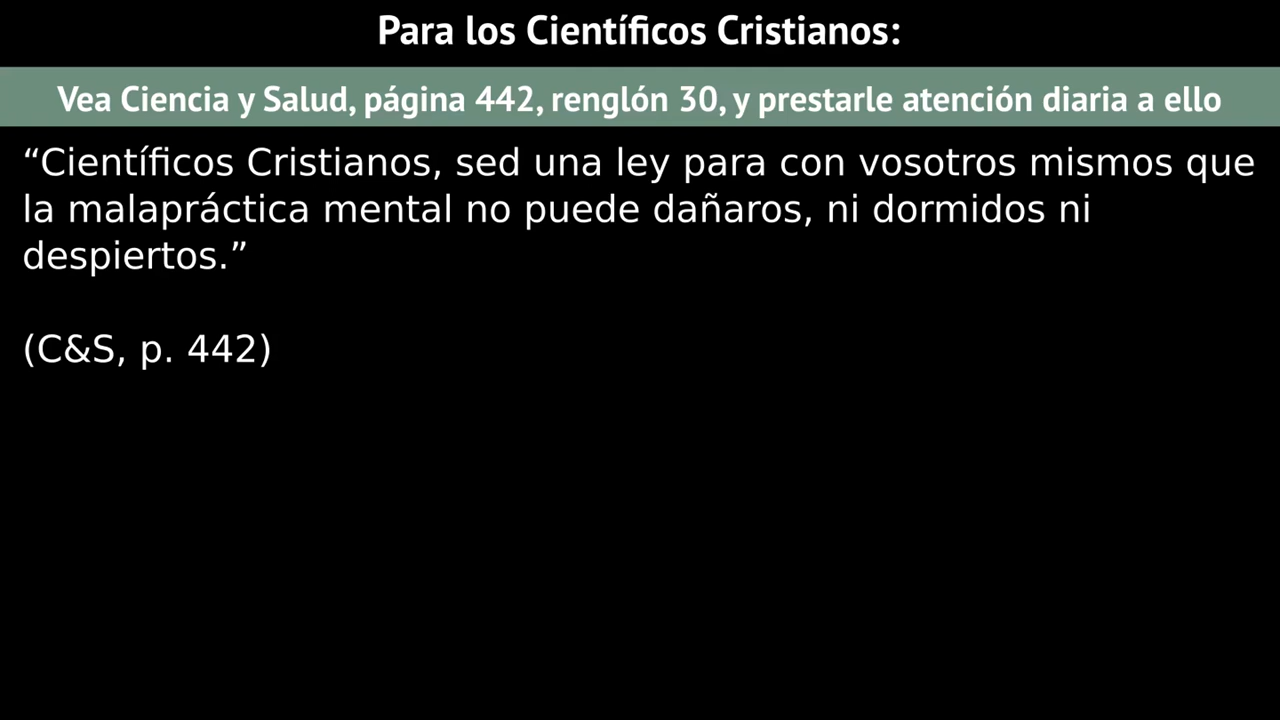 Para los Científicos Cristianos:
Vea Ciencia y Salud, página 442, renglón 30, y prestarle atención diaria a ello
“Científicos Cristianos, sed una ley para con vosotros mismos que
la malapráctica mental no puede dañaros, ni dormidos ni
despiertos.”
(C&S, p. 442)